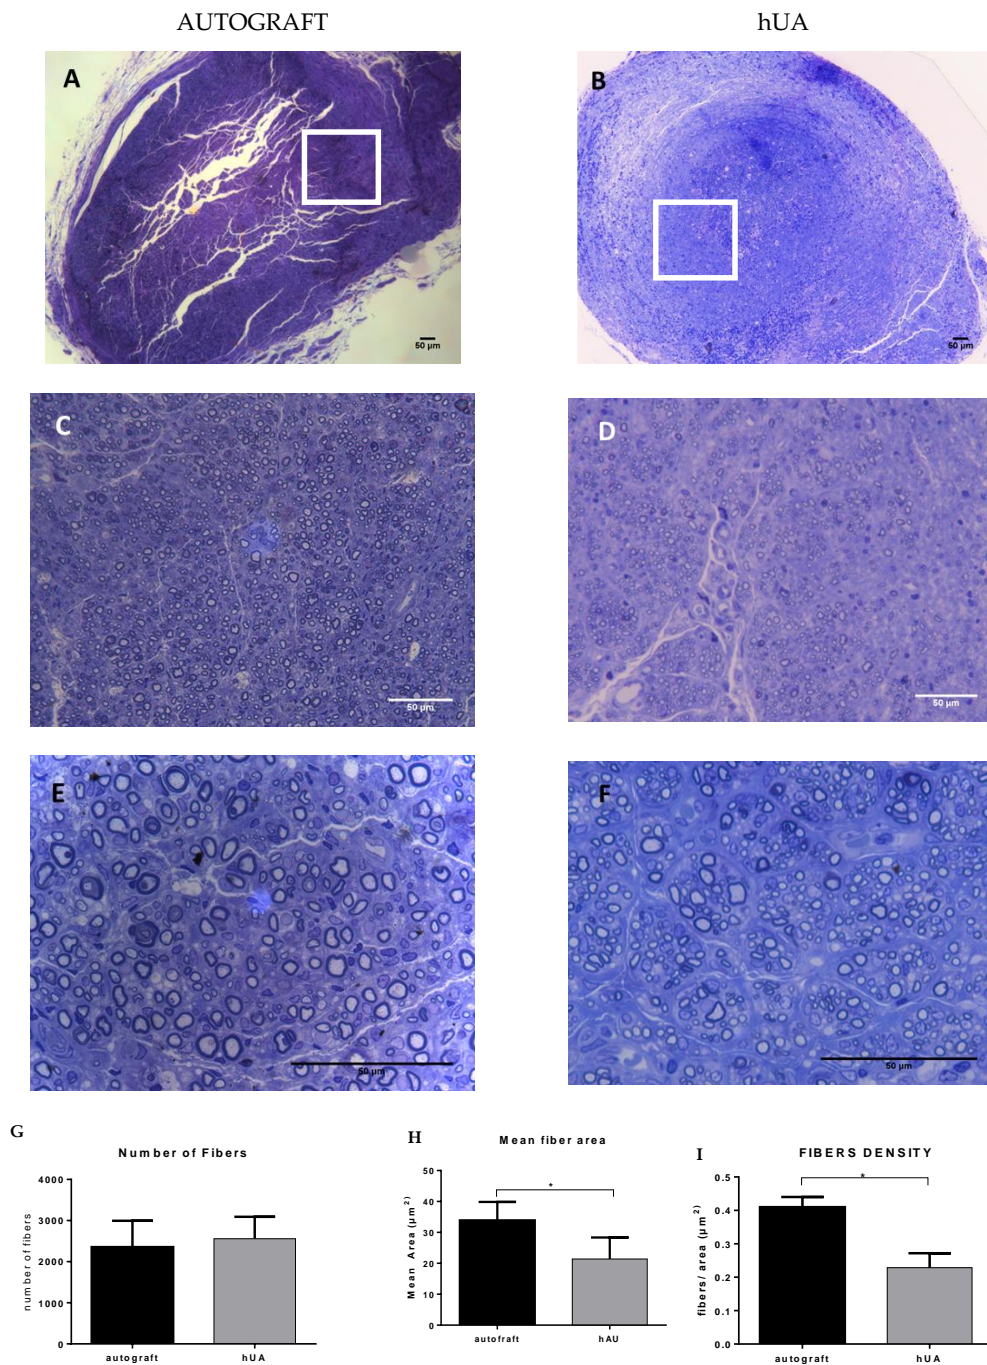 AUTOGRAFT
hUA
A
50 µm
B
50 µm
C
50 µm
D
50 µm
E
50 µm
F
50 µm
G
Number of Fibers
number of fibers
4000
3000
2000
1000
0
autograft
hUA
H
Mean fiber area
Mean Area (µm²)
50
40
30
20
10
0
*
autofraft
hAU
I
FIBERS DENSITY
fibers/ area (µm²)
0.5
0.4
0.3
0.2
0.1
0.0
*
autograft
hUA